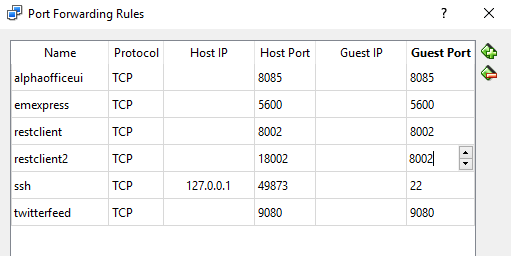 Port Forwarding Rules ? ×
Name Protocol Host IP Host Port Guest IP Guest Port
alphaofficeui TCP 8085 8085
emexpress TCP 5600 5600
restclient TCP 8002 8002
restclient2 TCP 18002 8002
ssh TCP 127.0.0.1 49873 22
twitterfeed TCP 9080 9080